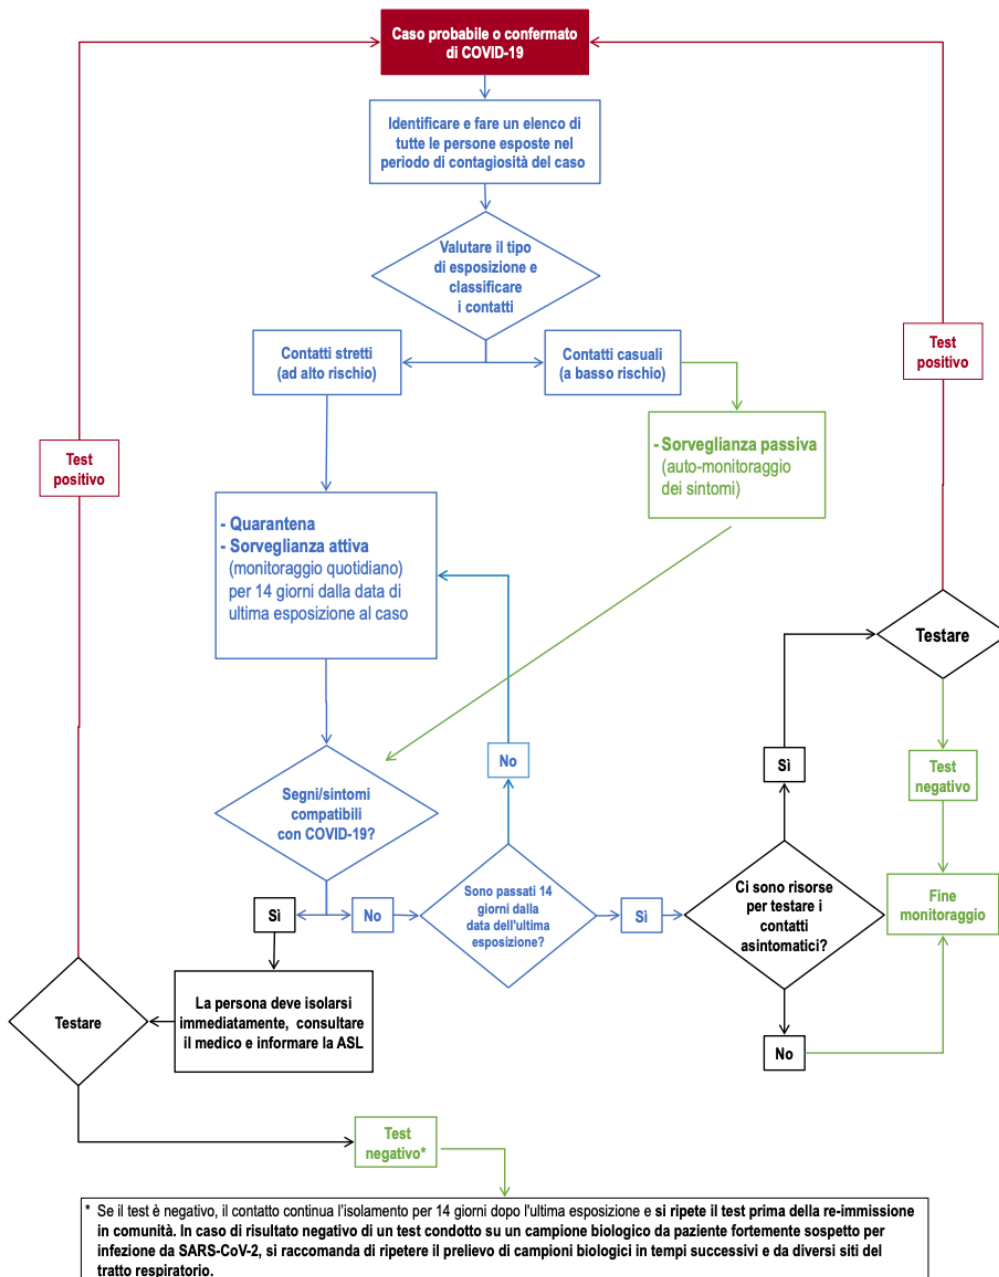 Caso probabile o confermato
di COVID-19
Identificare e fare un elenco di
tutte le persone esposte nel
periodo di contagiosità del caso
Valutare il tipo
di esposizione e
classificare
i contatti
Contatti stretti
(ad alto rischio)
Contatti casuali
(a basso rischio)
Test
positivo
Test
positivo
- Sorveglianza passiva
(auto-monitoraggio
dei sintomi)
- Quarantena
- Sorveglianza attiva
(monitoraggio quotidiano)
per 14 giorni dalla data di
ultima esposizione al caso
Testare
No
Sì
Test
negativo
Segni/sintomi
compatibili
con COVID-19?
Sì
No
Sono passati 14
giorni dalla
data dell'ultima
esposizione?
Sì
Ci sono risorse
per testare i
contatti
asintomatici?
Fine
monitoraggio
Testare
La persona deve isolarsi
immediatamente, consultare
il medico e informare la ASL
No
Test
negativo*
* Se il test è negativo, il contatto continua l'isolamento per 14 giorni dopo l'ultima esposizione e si ripete il test prima della re-immissione
in comunità. In caso di risultato negativo di un test condotto su un campione biologico da paziente fortemente sospetto per
infezione da SARS-CoV-2, si raccomanda di ripetere il prelievo di campioni biologici in tempi successivi e da diversi siti del
tratto respiratorio.